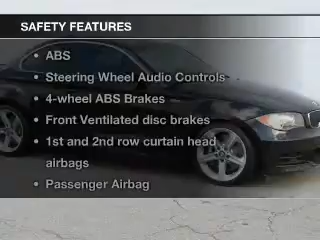 SAFETY FEATURES
• ABS
• Steering Wheel Audio Controls
• 4-wheel ABS Brakes
• Front Ventilated disc brakes
• 1st and 2nd row curtain head
airbags
• Passenger Airbag